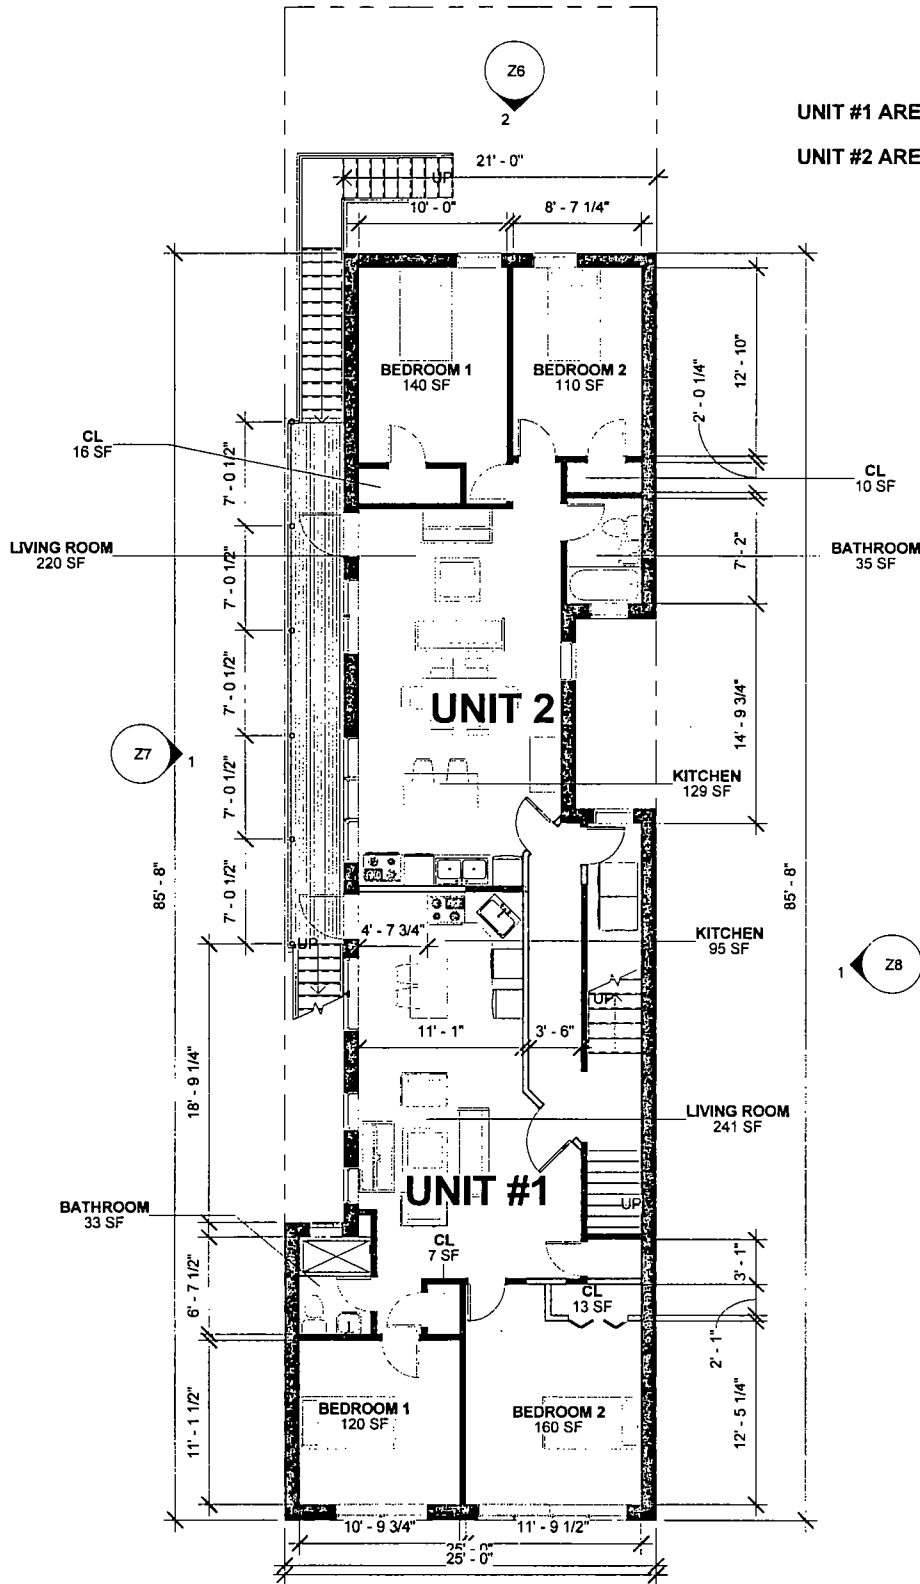 Z6
2
UNIT #1 ARE
UNIT #2 ARE
21' - 0"
UP
10' - 0"
8' - 7 1/4"
BEDROOM 1
140 SF
BEDROOM 2
110 SF
12' - 10"
2' - 0 1/4"
CL
16 SF
CL
10 SF
7' - 0 1/2"
LIVING ROOM
220 SF
BATHROOM
35 SF
7' - 2"
7' - 0 1/2"
7' - 0 1/2"
UNIT 2
14' - 9 3/4"
Z7
1
7' - 0 1/2"
KITCHEN
129 SF
85' - 8"
85' - 8"
7' - 0 1/2"
UP
4' - 7 3/4"
KITCHEN
95 SF
1
Z8
UP
11' - 1"
3' - 6"
18' - 9 1/4"
LIVING ROOM
241 SF
UNIT #1
UP
BATHROOM
33 SF
CL
7 SF
3' - 1"
CL
13 SF
6' - 7 1/2"
2' - 1"
BEDROOM 1
120 SF
BEDROOM 2
160 SF
11' - 1 1/2"
12' - 5 1/4"
10' - 9 3/4"
11' - 9 1/2"
25' - 0"